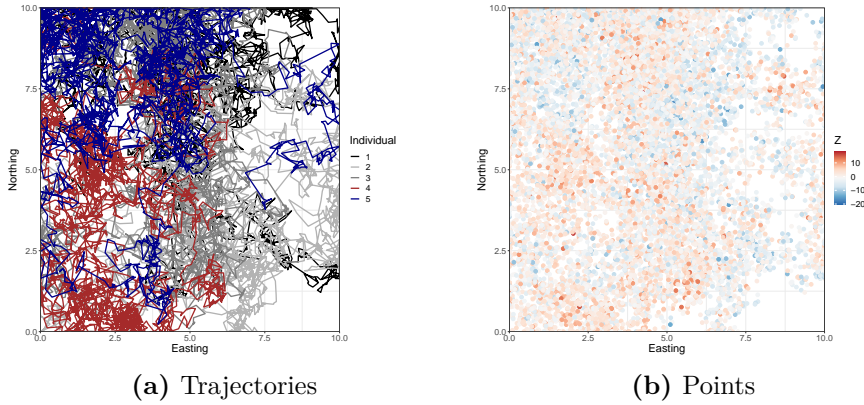 10.0
7.5
5.0
2.5
0.0
Northing
0.0 2.5 5.0 7.5 10.0
Easting
Individual
1
2
3
4
5
(a) Trajectories
10.0
7.5
5.0
2.5
0.0
Northing
0.0 2.5 5.0 7.5 10.0
Easting
Z
10
0
−10
−20
(b) Points